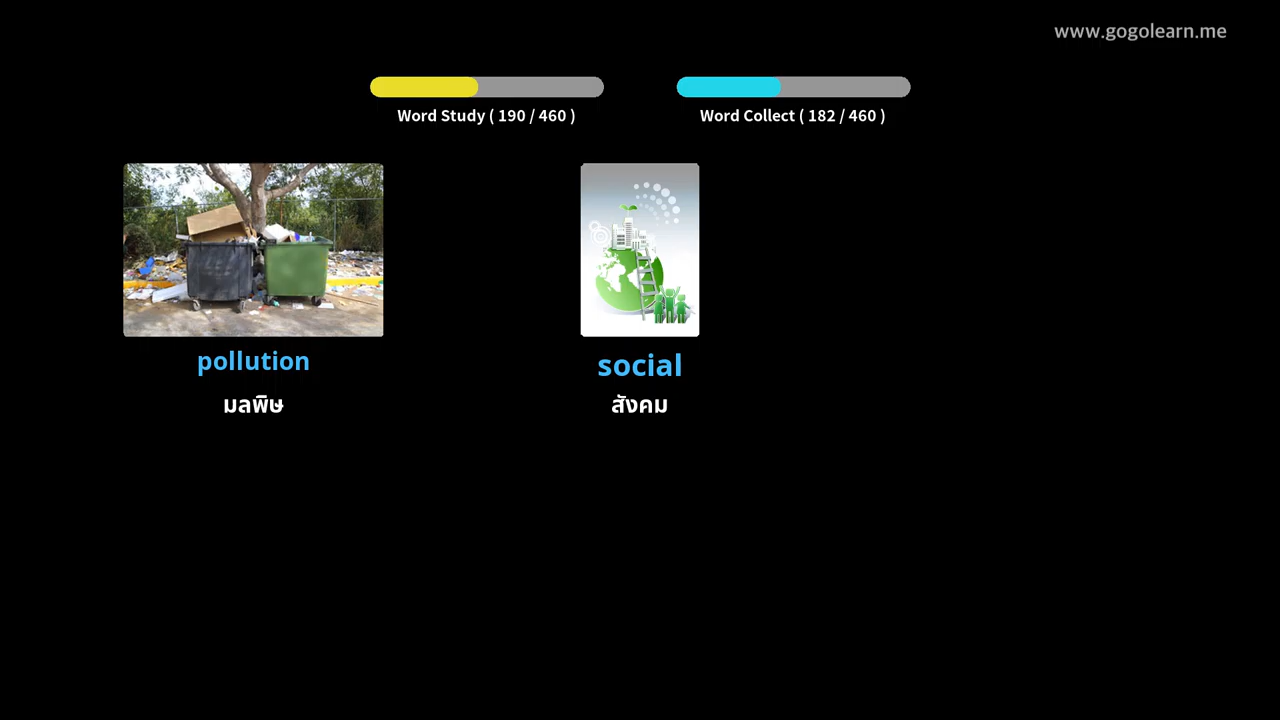 www.gogolearn.me
Word Study ( 190 / 460 )
Word Collect ( 182 / 460 )
pollution
social
มลพิษ
สังคม